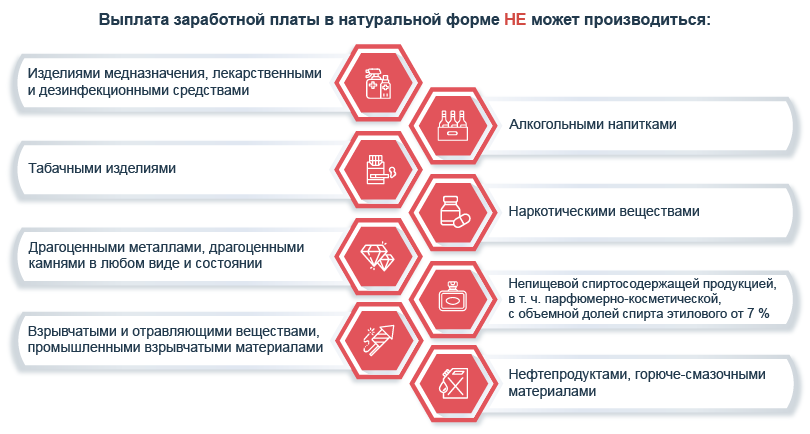 Выплата заработной платы в натуральной форме НЕ может производиться:
Изделиями медназначения, лекарственными
и дезинфекционными средствами
Алкогольными напитками
Табачными изделиями
Наркотическими веществами
Драгоценными металлами, драгоценными
камнями в любом виде и состоянии
Непищевой спиртосодержащей продукцией,
в т. ч. парфюмерно-косметической,
с объемной долей спирта этилового от 7 %
Взрывчатыми и отравляющими веществами,
промышленными взрывчатыми материалами
Нефтепродуктами, горюче-смазочными
материалами